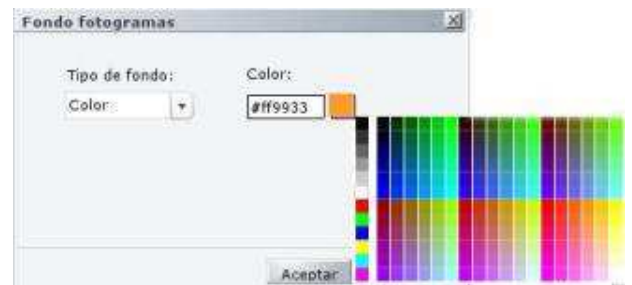 Fondo fotogramas
Tipo de fondo:
Color:
Color
#ff9933
Aceptar